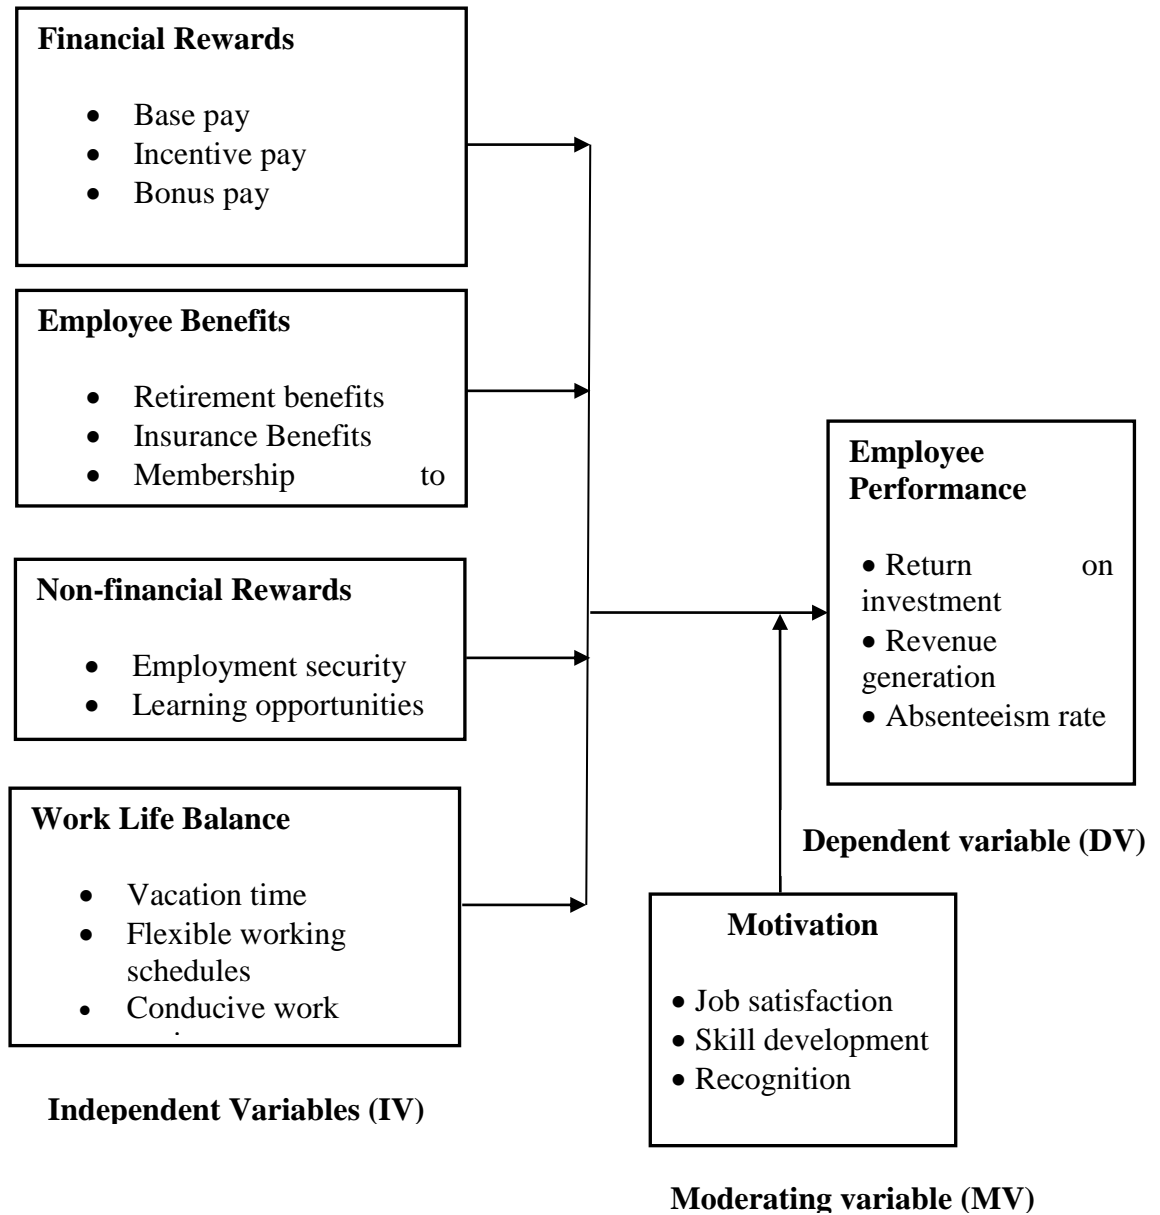 Financial Rewards
• Base pay
• Incentive pay
• Bonus pay
Employee Benefits
• Retirement benefits
• Insurance Benefits
• Membership to
Non-financial Rewards
• Employment security
• Learning opportunities
Work Life Balance
• Vacation time
• Flexible working
schedules
• Conducive work
Independent Variables (IV)
Employee
Performance
• Return on
investment
• Revenue
generation
• Absenteeism rate
Dependent variable (DV)
Motivation
• Job satisfaction
• Skill development
• Recognition
Moderating variable (MV)